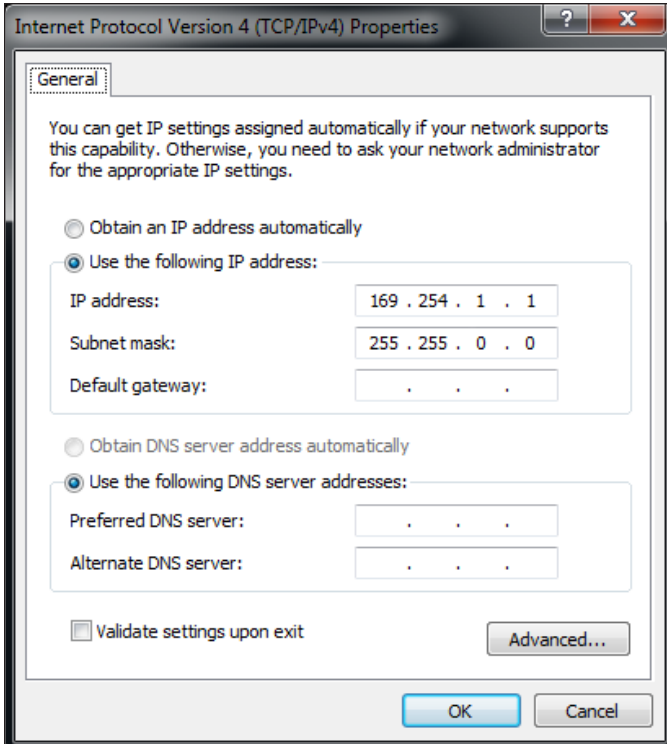 Internet Protocol Version 4 (TCP/IPv4) Properties
General
You can get IP settings assigned automatically if your network supports
this capability. Otherwise, you need to ask your network administrator
for the appropriate IP settings.
Obtain an IP address automatically
Use the following IP address:
IP address: 169 . 254 . 1 . 1
Subnet mask: 255 . 255 . 0 . 0
Default gateway: . . .
Obtain DNS server address automatically
Use the following DNS server addresses:
Preferred DNS server: . . .
Alternate DNS server: . . .
Validate settings upon exit
Advanced...
OK Cancel